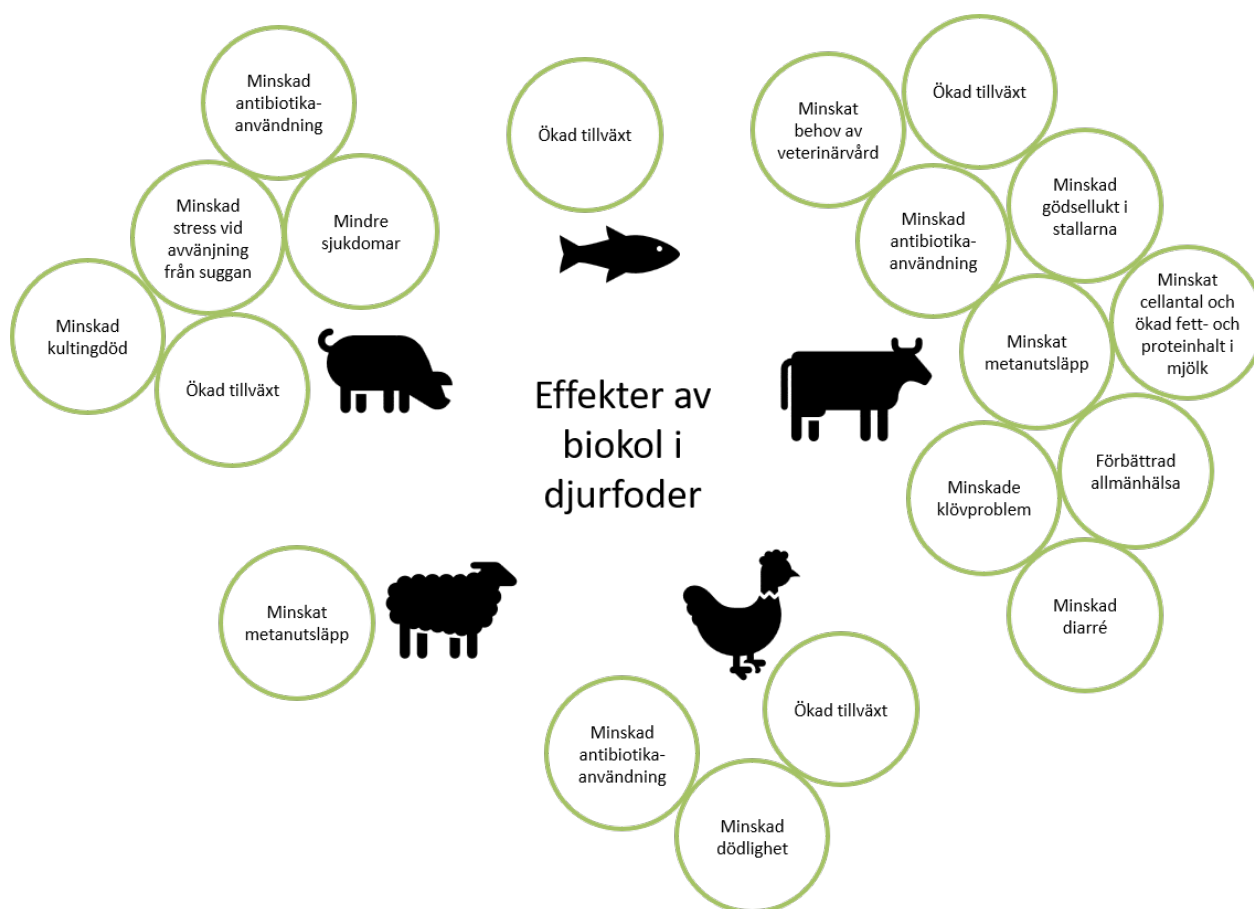 Minskad
antibiotika-
användning
Minskad
stress vid
avvänjning
från suggan
Mindre
sjukdomar
Minskad
kultingdöd
Ökad tillväxt
Ökad tillväxt
Minskat
behov av
veterinärvård
Ökad tillväxt
Minskad
antibiotika-
användning
Minskad
gödsellukt i
stallarna
Minskat
cellantal och
ökad fett- och
proteinhalt i
mjölk
Minskat
metanutsläpp
Förbättrad
allmänhälsa
Minskade
klövproblem
Minskad
diarré
Effekter av
biokol i
djurfoder
Minskat
metanutsläpp
Ökad tillväxt
Minskad
antibiotika-
användning
Minskad
dödlighet